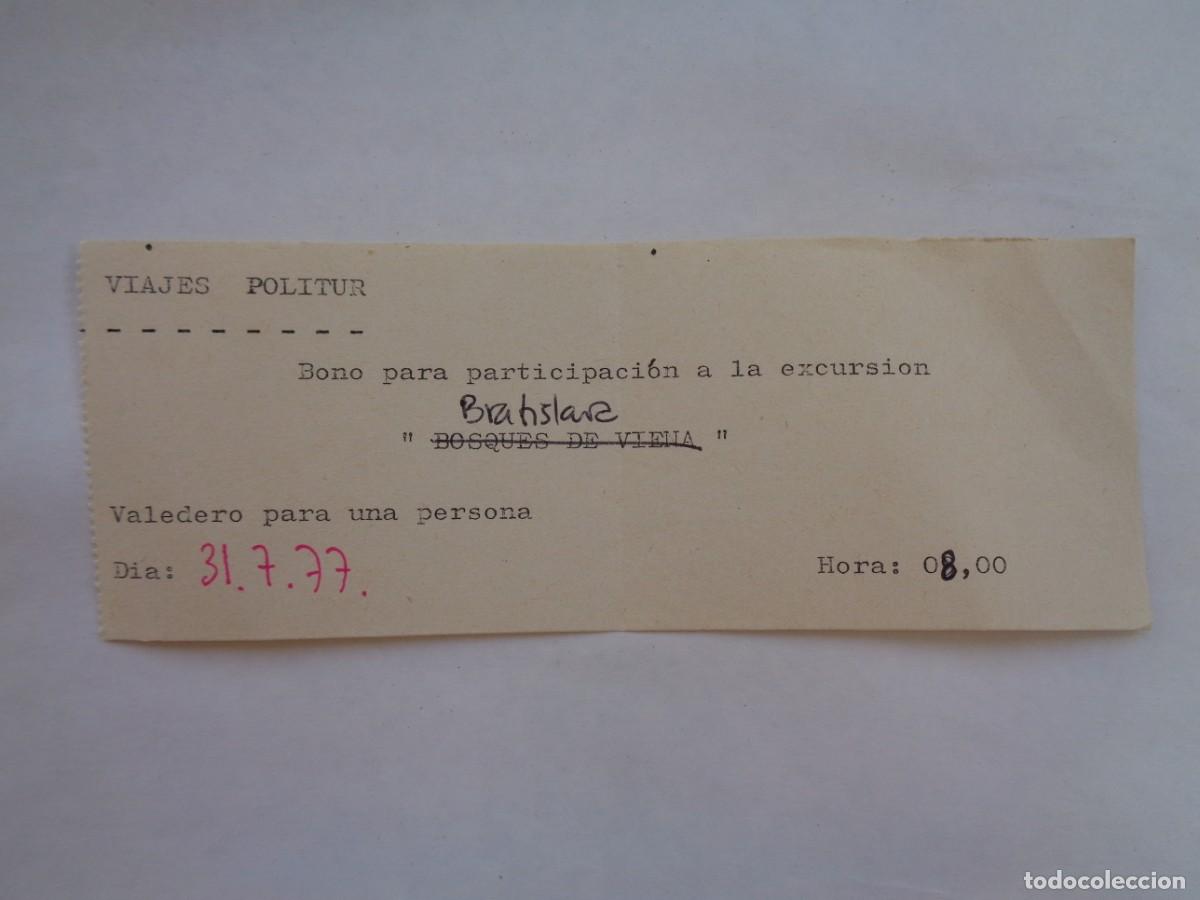 VIAJES POLITUR
- - - - - - - - -
Bono para participación a la excursion
Bratislava
" BOSQUES DE VIENA "
Valedero para una persona
Dia: 31.7.77.
Hora: 08,00
todocoleccion